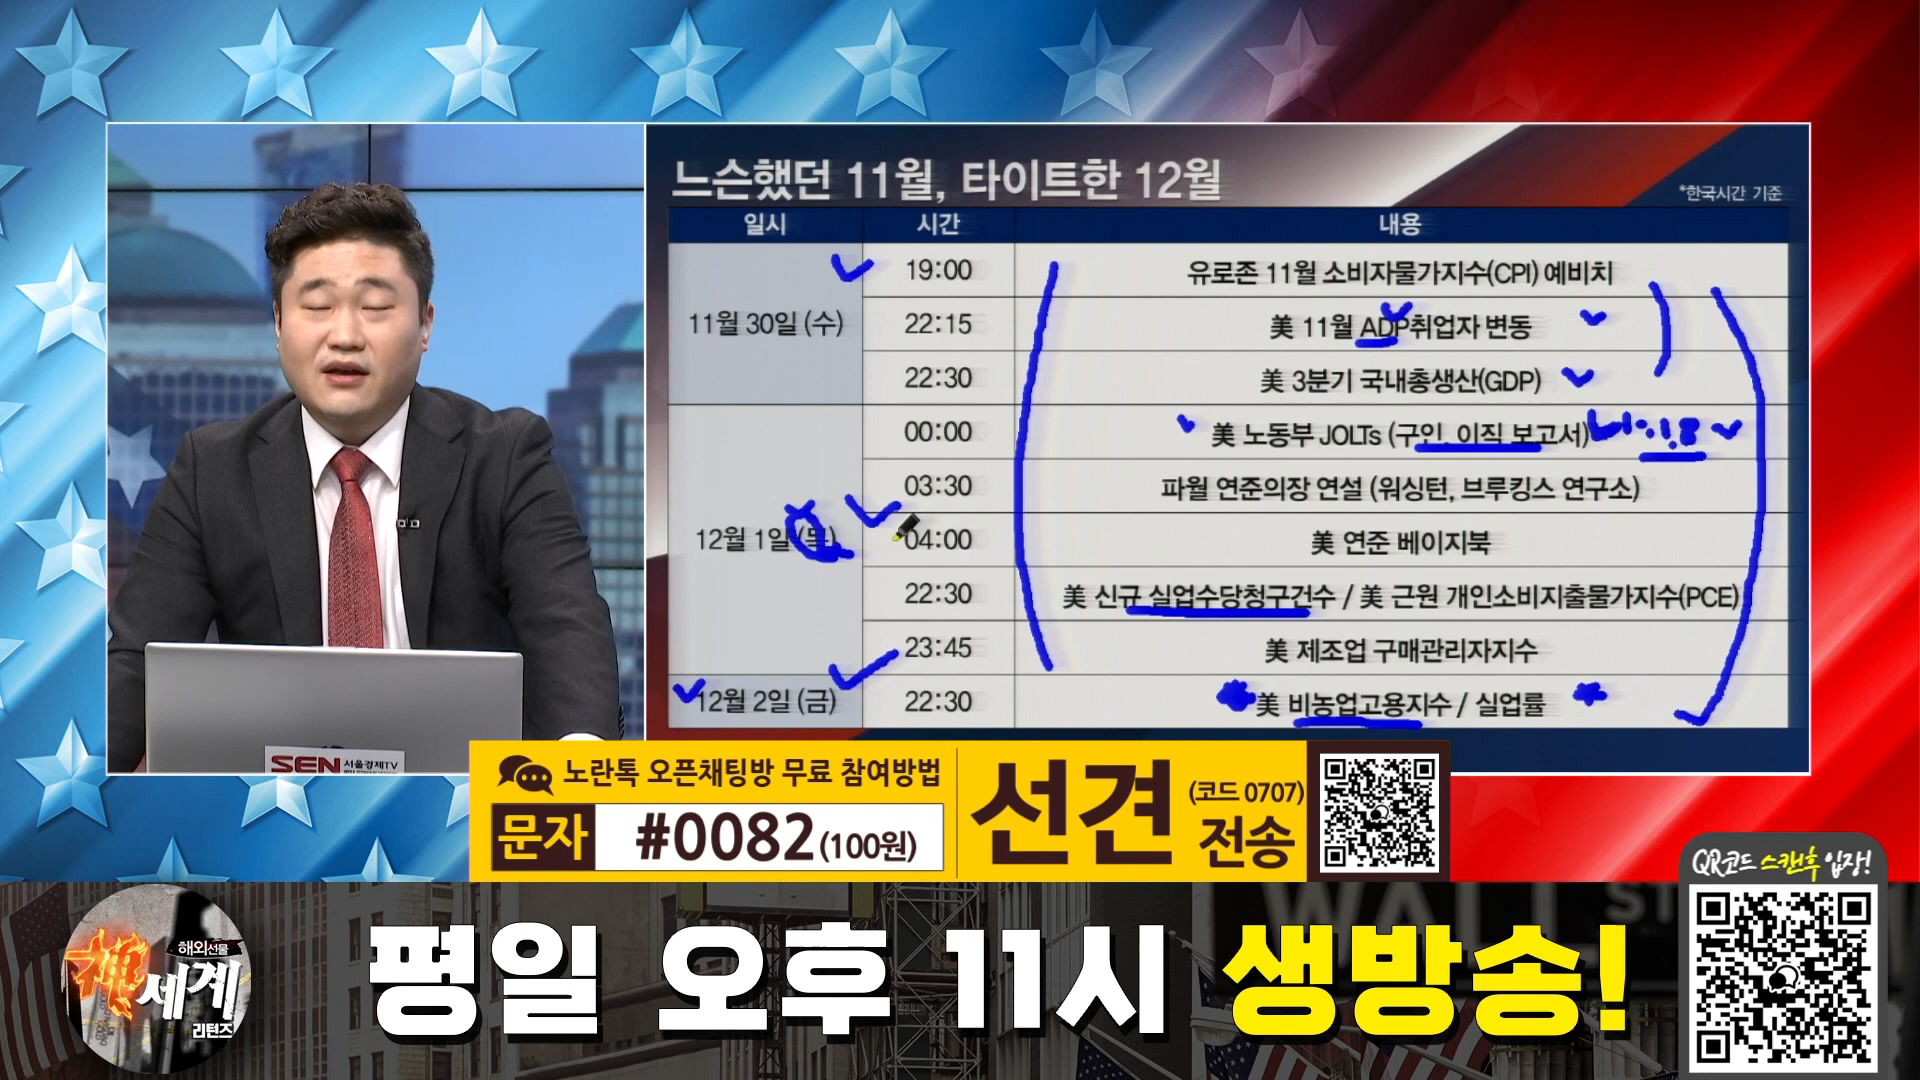 느슨했던 11월, 타이트한 12월
*한국시간 기준
일시 시간 내용
11월 30일 (수) 19:00 유로존 11월 소비자물가지수(CPI) 예비치
22:15 美 11월 ADP취업자 변동
22:30 美 3분기 국내총생산(GDP)
12월 1일 (목) 00:00 美 노동부 JOLTs (구인, 이직 보고서)
03:30 파월 연준의장 연설 (워싱턴, 브루킹스 연구소)
04:00 美 연준 베이지북
22:30 美 신규 실업수당청구건수 / 美 근원 개인소비지출물가지수(PCE)
23:45 美 제조업 구매관리자지수
12월 2일 (금) 22:30 美 비농업고용지수 / 실업률
SEN 서울경제TV
노란톡 오픈채팅방 무료 참여방법
문자 #0082(100원)
선견 (코드 0707) 전송
QR코드 스캔후 입장!
WALL ST
해외선물
神세계
리턴즈
평일 오후 11시 생방송!